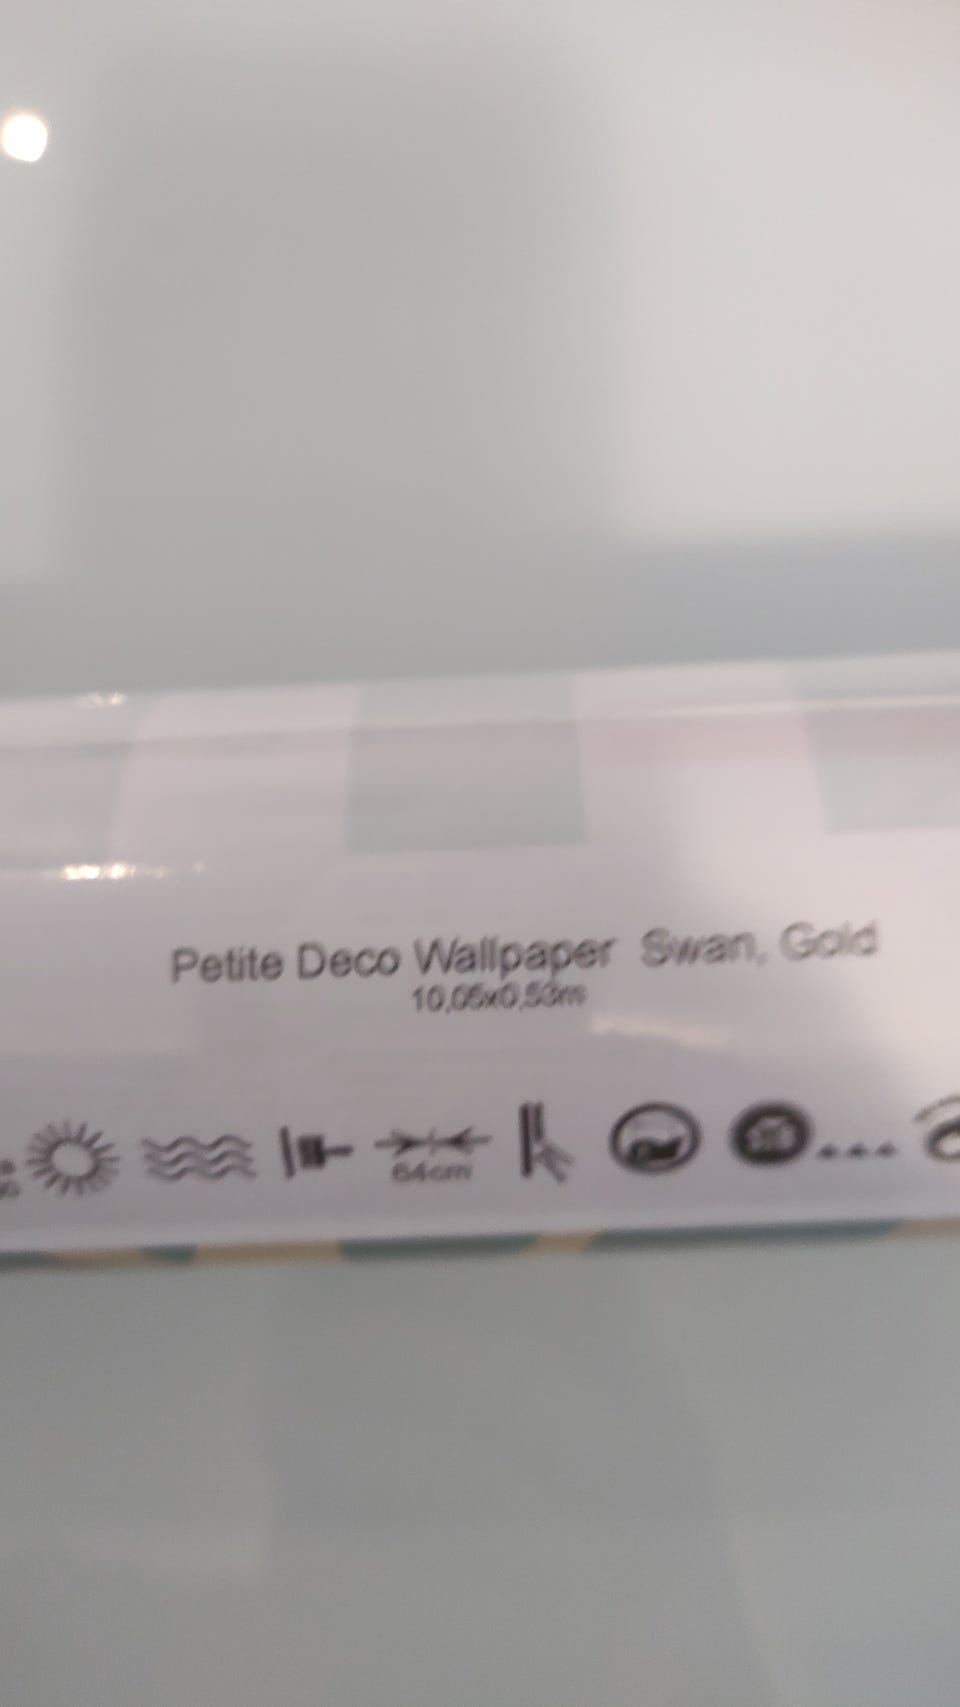 Petite Deco Wallpaper Swan, Gold
10,05x0,53m
64cm